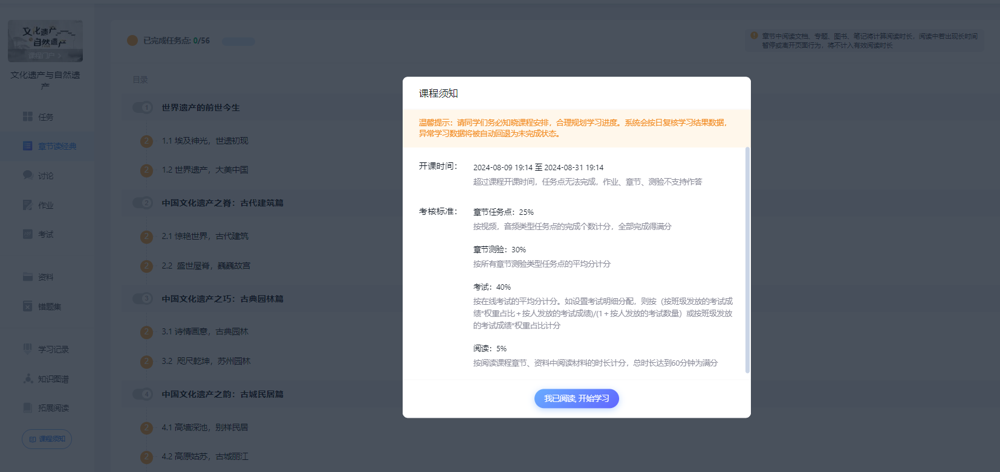 文化遗产
自然遗产
课程门户 >
文化遗产与自然遗
产
任务
章节读经典
讨论
作业
考试
资料
错题集
学习记录
知识图谱
拓展阅读
课程须知
已完成任务点: 0/56
章节中阅读文档、专题、图书、笔记将计算阅读时长，阅读中若出现长时间
暂停或离开页面行为，将不计入有效阅读时长
目录
1 世界遗产的前世今生
2 1.1 埃及神光，世遗初现
2 1.2 世界遗产，大美中国
2 中国文化遗产之脊：古代建筑篇
2 2.1 惊艳世界，古代建筑
2 2.2 盛世屋脊，巍巍故宫
3 中国文化遗产之巧：古典园林篇
2 3.1 诗情画意，古典园林
2 3.2 咫尺乾坤，苏州园林
4 中国文化遗产之韵：古城民居篇
2 4.1 高墙深池，别样民居
2 4.2 高原姑苏，古城丽江
课程须知
温馨提示：请同学们务必知晓课程安排，合理规划学习进度。系统会按日复核学习结果数据，
异常学习数据将被自动回退为未完成状态。
开课时间： 2024-08-09 19:14 至 2024-08-31 19:14
超过课程开课时间，任务点无法完成，作业、章节、测验不支持作答
考核标准： 章节任务点：25%
按视频，音频类型任务点的完成个数计分，全部完成得满分
章节测验：30%
按所有章节测验类型任务点的平均分计分
考试：40%
按在线考试的平均分计分。如设置考试明细分配，则按（按班级发放的考试成
绩*权重占比＋按人发放的考试成绩)/(1＋按人发放的考试数量）或按班级发放
的考试成绩*权重占比计分
阅读：5%
按阅读课程章节、资料中阅读材料的时长计分，总时长达到60分钟为满分
我已阅读, 开始学习